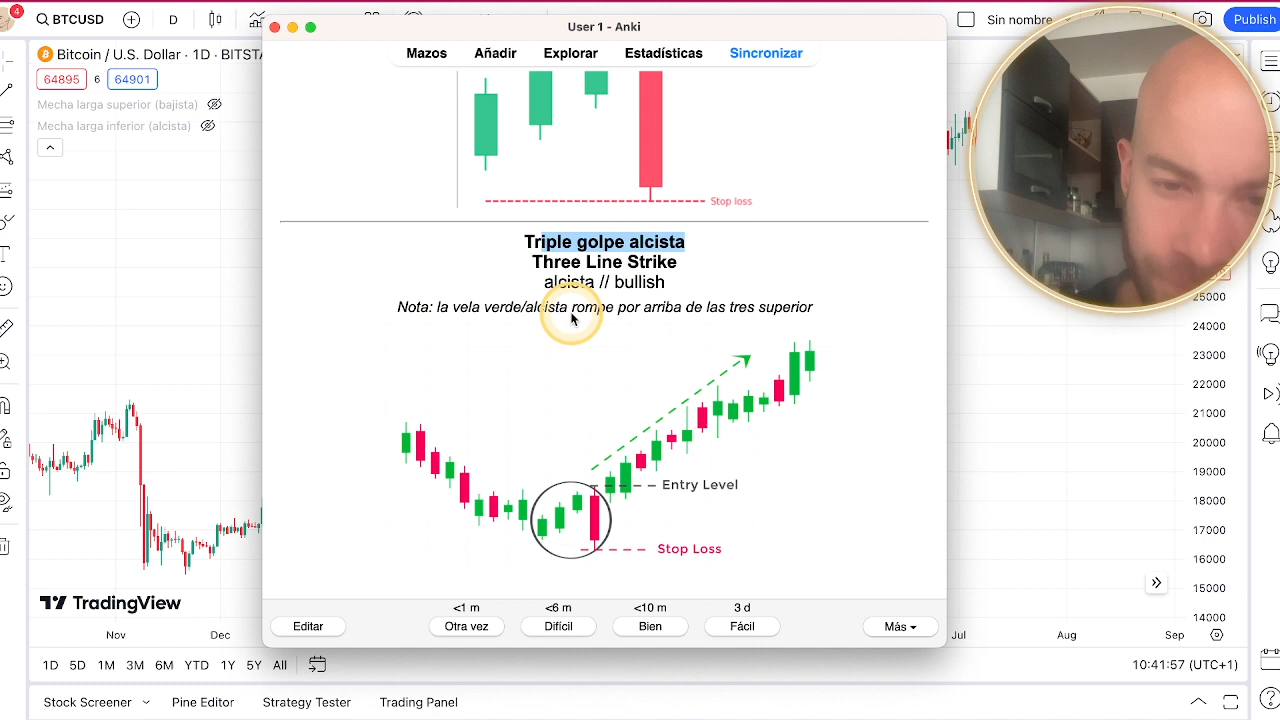 4
BTCUSD
D
User 1 - Anki
Sin nombre
Publish
Bitcoin / U.S. Dollar · 1D · BITSTA
64895 6 64901
Mecha larga superior (bajista)
Mecha larga inferior (alcista)
Mazos Añadir Explorar Estadísticas Sincronizar
Stop loss
Triple golpe alcista
Three Line Strike
alcista // bullish
Nota: la vela verde/alcista rompe por arriba de las tres superior
Entry Level
Stop Loss
25000
24000
23000
22000
21000
20000
19000
18000
17000
16000
15000
14000
TradingView
<1 m <6 m <10 m 3 d
Editar Otra vez Difícil Bien Fácil Más
Nov Dec Jul Aug Sep
1D 5D 1M 3M 6M YTD 1Y 5Y All
10:41:57 (UTC+1)
Stock Screener Pine Editor Strategy Tester Trading Panel